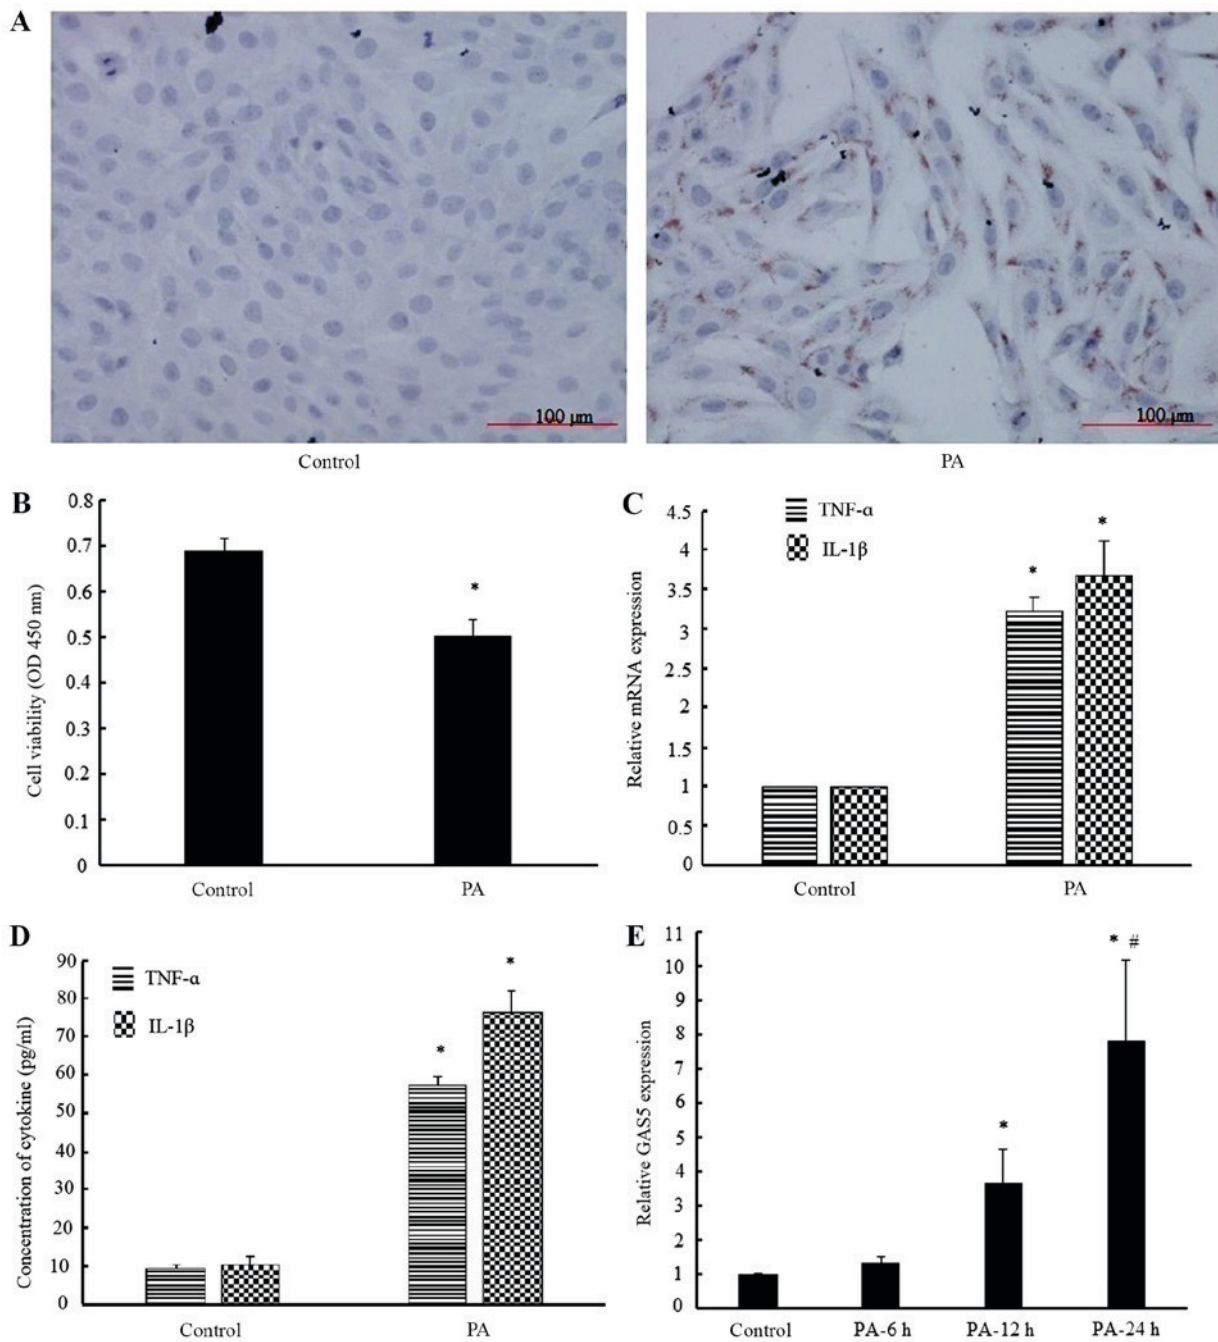 A
100 µm
100 µm
Control
PA
B
0.8
0.7
0.6
0.5
0.4
0.3
0.2
0.1
0
Cell viability (OD 450 nm)
*
Control
PA
C
TNF-α
IL-1β
4.5
4
3.5
3
2.5
2
1.5
1
0.5
0
Relative mRNA expression
*
*
Control
PA
D
TNF-α
IL-1β
90
80
70
60
50
40
30
20
10
0
Concentration of cytokine (pg/ml)
*
*
Control
PA
E
11
10
9
8
7
6
5
4
3
2
1
0
Relative GAS5 expression
*
* #
Control
PA-6 h
PA-12 h
PA-24 h